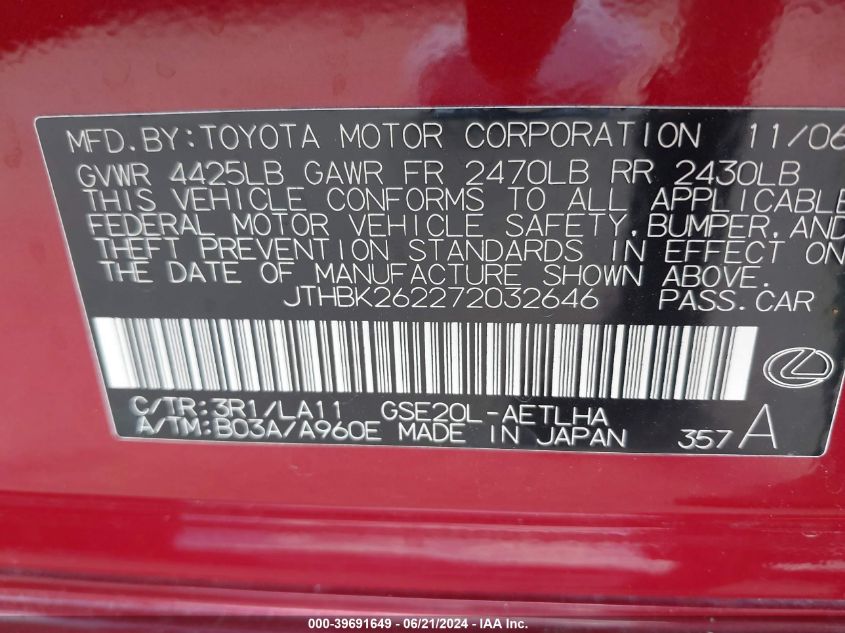 MFD.BY:TOYOTA MOTOR CORPORATION 11/06
GVWR 4425LB GAWR FR 2470LB RR 2430LB
THIS VEHICLE CONFORMS TO ALL APPLICABLE
FEDERAL MOTOR VEHICLE SAFETY,BUMPER,AND
THEFT PREVENTION STANDARDS IN EFFECT ON
THE DATE OF MANUFACTURE SHOWN ABOVE.
JTHBK262272032646 PASS.CAR
C/TR:3R1/LA11 GSE20L-AETLHA
A/TM:B03A/A960E MADE IN JAPAN 357 A
000-39691649 / 06/21/2024 - IAA Inc.